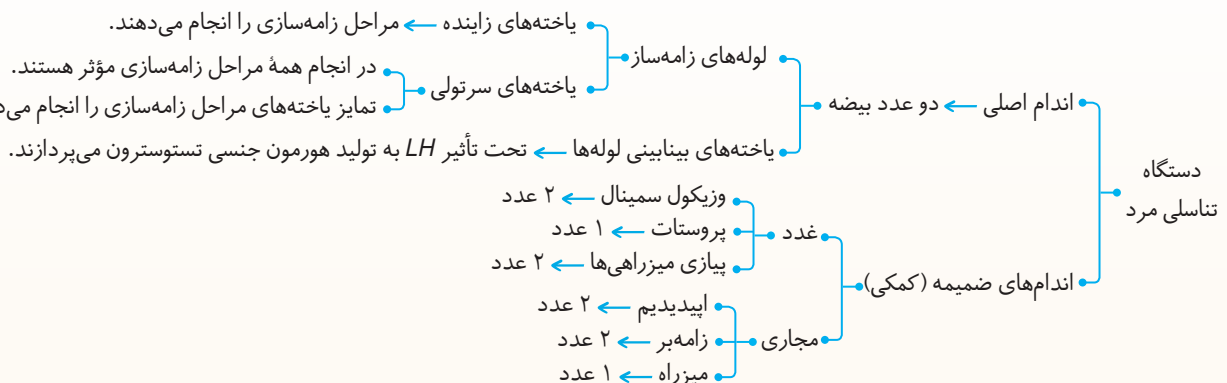 دستگاه
تناسلی مرد
اندام اصلی ← دو عدد بیضه
لوله‌های زامه‌ساز
یاخته‌های زاینده ← مراحل زامه‌سازی را انجام می‌دهند.
یاخته‌های سرتولی
در انجام همهٔ مراحل زامه‌سازی مؤثر هستند.
تمایز یاخته‌های مراحل زامه‌سازی را انجام
یاخته‌های بینابینی لوله‌ها ← تحت تأثیر LH به تولید هورمون جنسی تستوسترون می‌پردازند.
اندام‌های ضمیمه (کمکی)
غدد
وزیکول سمینال ← ۲ عدد
پروستات ← ۱ عدد
پیازی میزراهی‌ها ← ۲ عدد
مجاری
اپیدیدیم ← ۲ عدد
زامه‌بر ← ۲ عدد
میزراه ← ۱ عدد